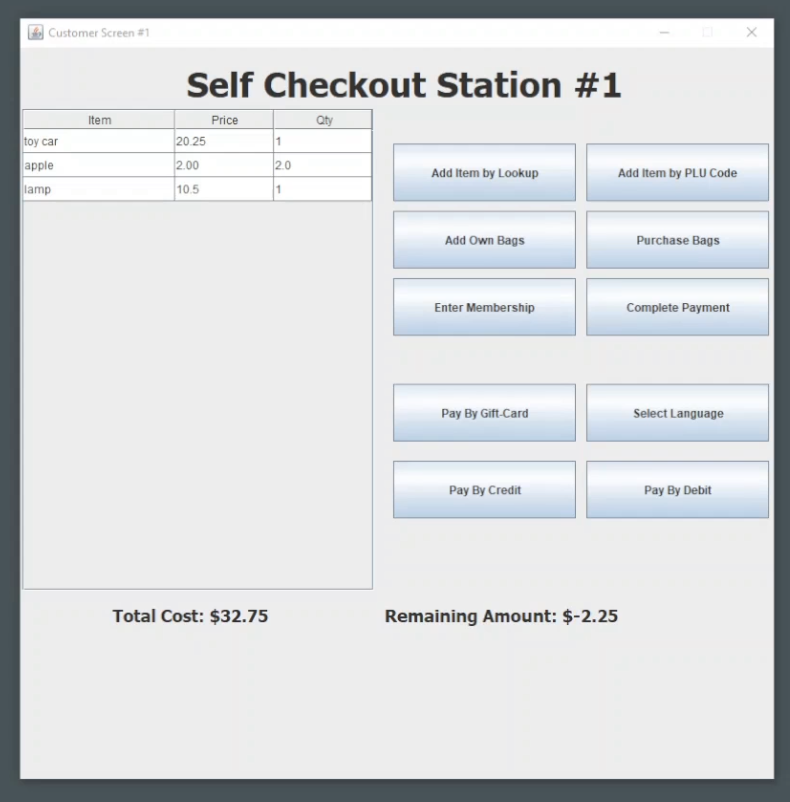 Customer Screen #1
Self Checkout Station #1
Item Price Qty
toy car 20.25 1
apple 2.00 2.0
lamp 10.5 1
Add Item by Lookup Add Item by PLU Code
Add Own Bags Purchase Bags
Enter Membership Complete Payment
Pay By Gift-Card Select Language
Pay By Credit Pay By Debit
Total Cost: $32.75 Remaining Amount: $-2.25